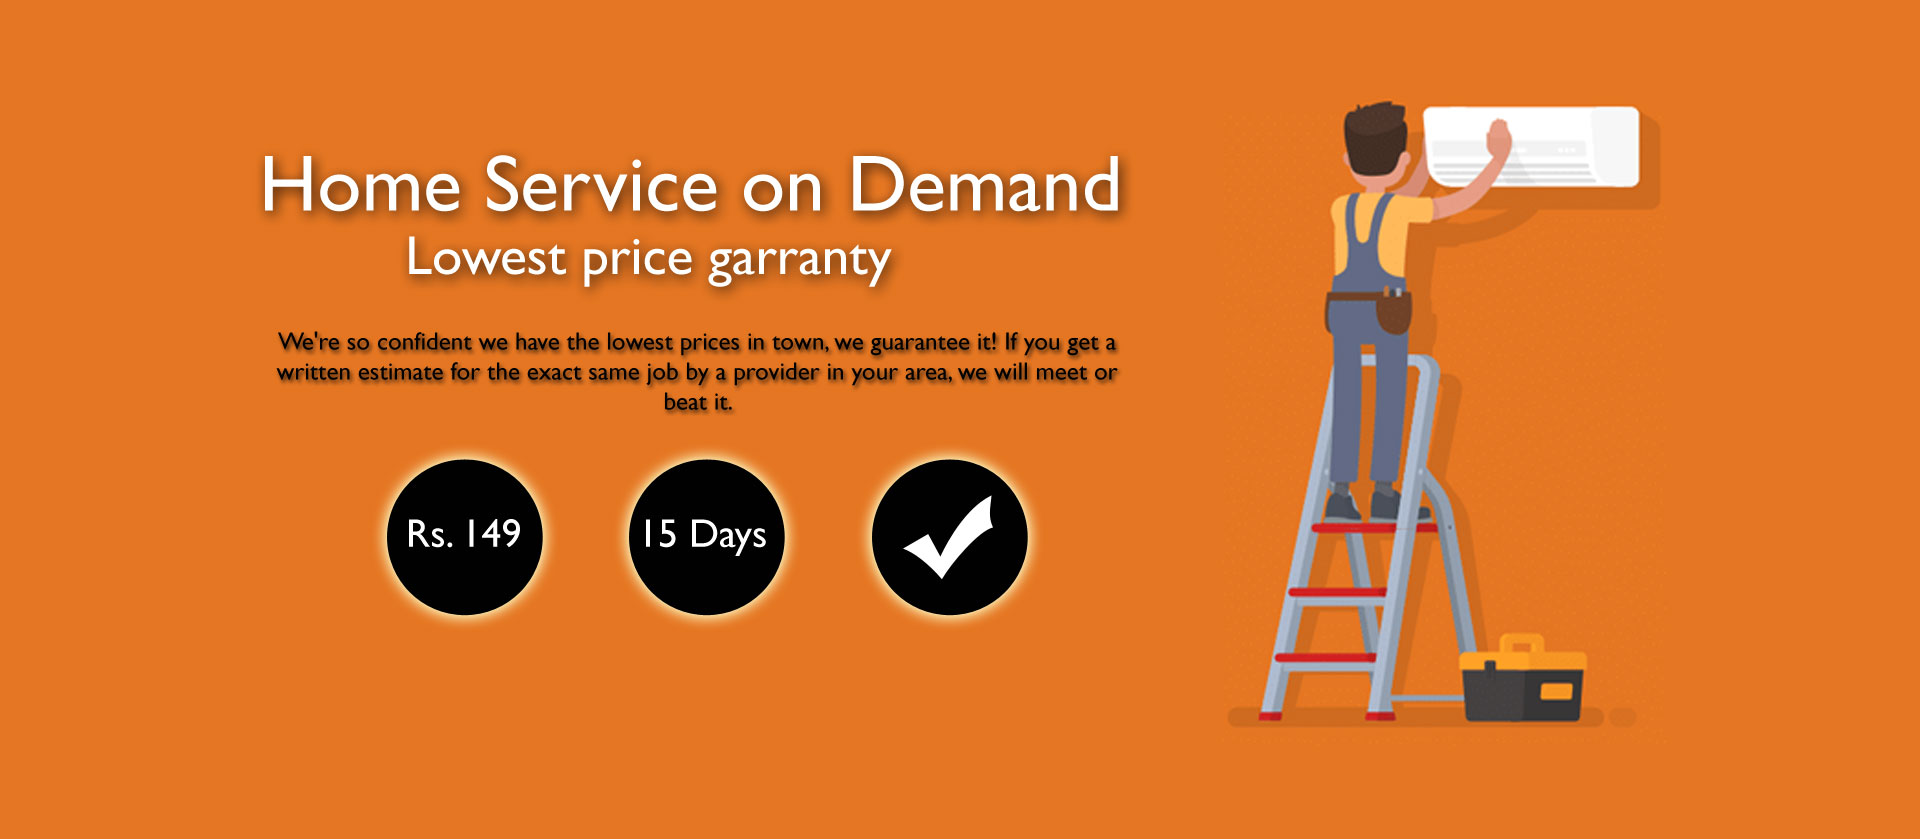 Home Service on Demand
Lowest price garranty
We're so confident we have the lowest prices in town, we guarantee it! If you get a
written estimate for the exact same job by a provider in your area, we will meet or
beat it.
Rs. 149
15 Days